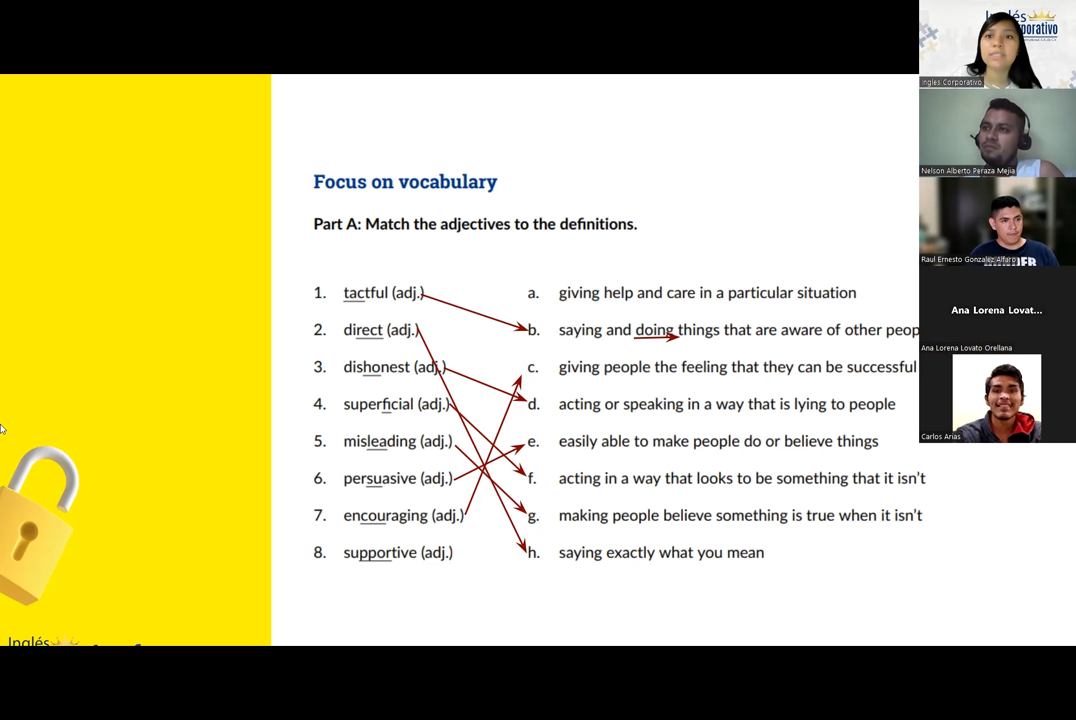 Inglés
Corporativo
Ingles Corporativo
Nelson Alberto Peraza Mejia
Raul Ernesto Gonzalez Alfaro
Ana Lorena Lovat...
Ana Lorena Lovato Orellana
Carlos Arias
Focus on vocabulary
Part A: Match the adjectives to the definitions.
1. tactful (adj.)
2. direct (adj.)
3. dishonest (adj.)
4. superficial (adj.)
5. misleading (adj.)
6. persuasive (adj.)
7. encouraging (adj.)
8. supportive (adj.)
a. giving help and care in a particular situation
b. saying and doing things that are aware of other peop
c. giving people the feeling that they can be successful
d. acting or speaking in a way that is lying to people
e. easily able to make people do or believe things
f. acting in a way that looks to be something that it isn't
g. making people believe something is true when it isn't
h. saying exactly what you mean
Inglés